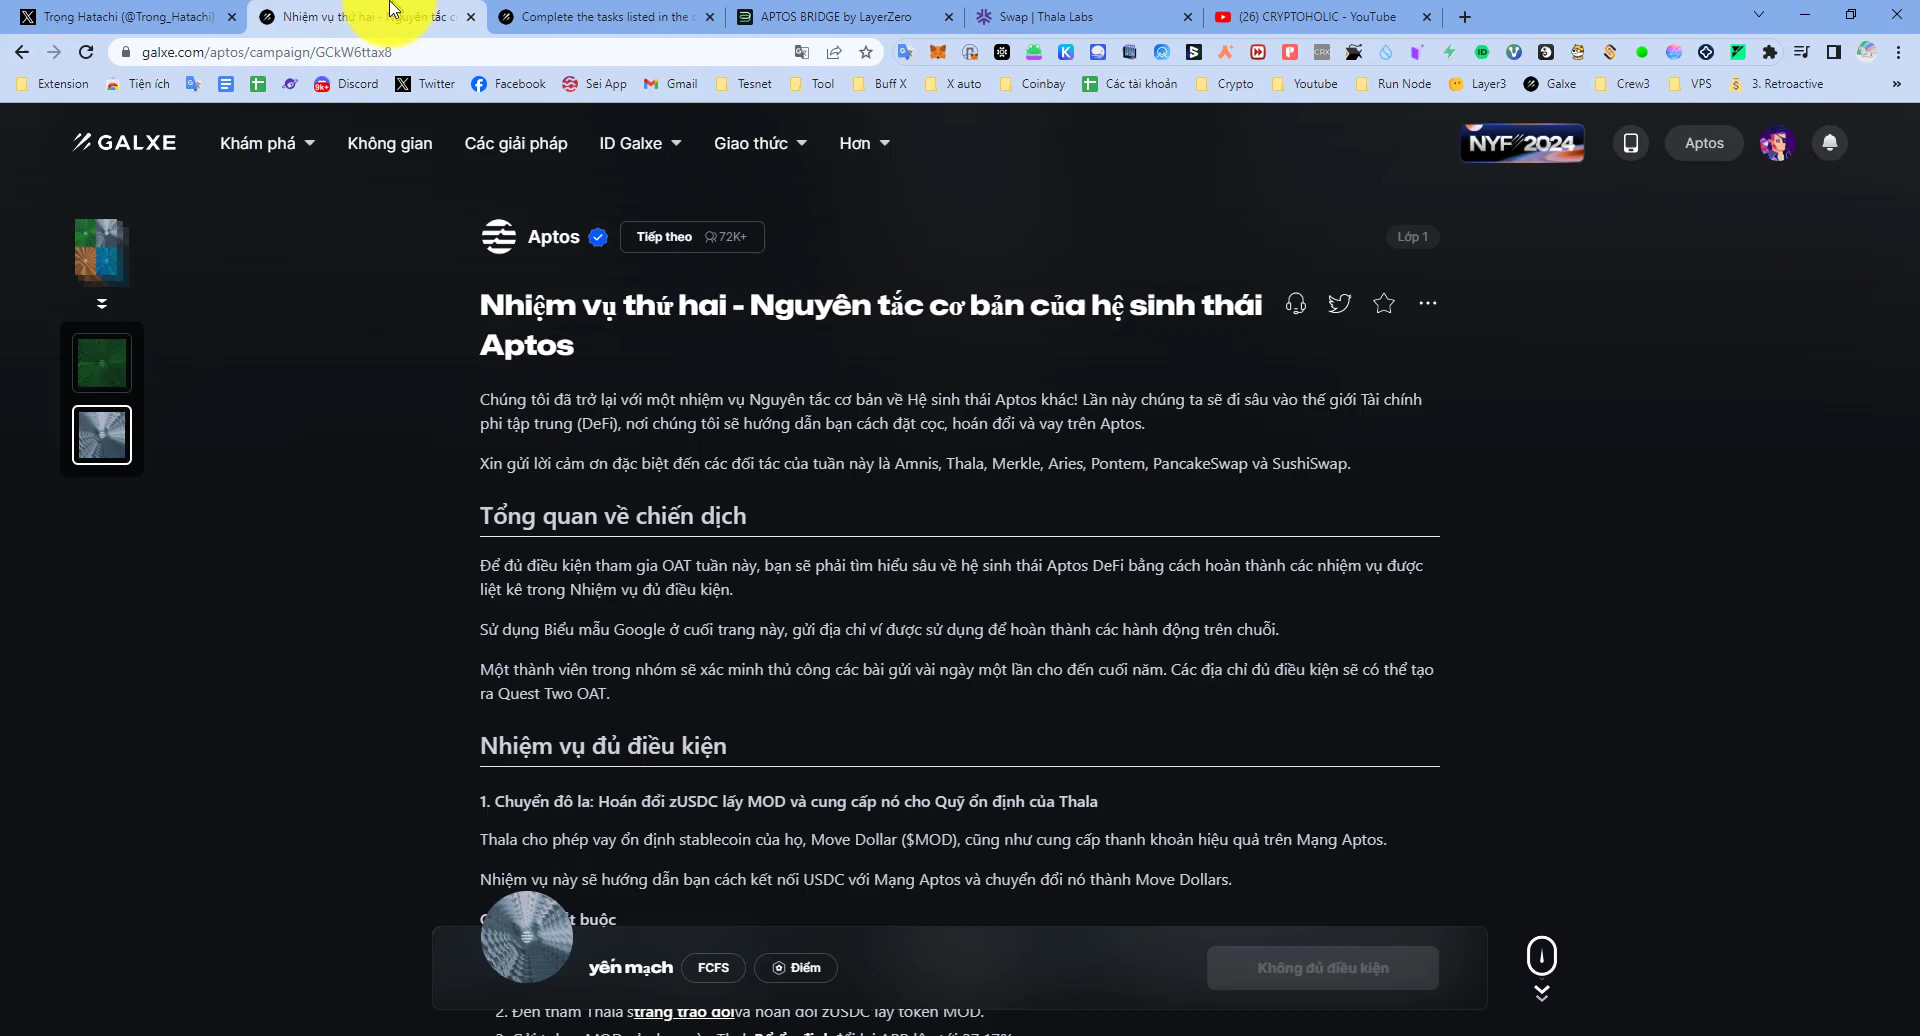 Trọng Hatachi (@Trong_Hatachi)
Nhiệm vụ thứ hai - Nguyên tắc c
Complete the tasks listed in the c
APTOS BRIDGE by LayerZero
Swap | Thala Labs
(26) CRYPTOHOLIC - YouTube
galxe.com/aptos/campaign/GCkW6ttax8
Extension
Tiện ích
9k+
Discord
Twitter
Facebook
Sei App
Gmail
Tesnet
Tool
Buff X
X auto
Coinbay
Các tài khoản
Crypto
Youtube
Run Node
Layer3
Galxe
Crew3
VPS
3. Retroactive
»
GALXE
Khám phá
Không gian
Các giải pháp
ID Galxe
Giao thức
Hơn
NYF//2024
Aptos
Aptos
Tiếp theo 72K+
Lớp 1
Nhiệm vụ thứ hai - Nguyên tắc cơ bản của hệ sinh thái
Aptos
Chúng tôi đã trở lại với một nhiệm vụ Nguyên tắc cơ bản về Hệ sinh thái Aptos khác! Lần này chúng ta sẽ đi sâu vào thế giới Tài chính
phi tập trung (DeFi), nơi chúng tôi sẽ hướng dẫn bạn cách đặt cọc, hoán đổi và vay trên Aptos.
Xin gửi lời cảm ơn đặc biệt đến các đối tác của tuần này là Amnis, Thala, Merkle, Aries, Pontem, PancakeSwap và SushiSwap.
Tổng quan về chiến dịch
Để đủ điều kiện tham gia OAT tuần này, bạn sẽ phải tìm hiểu sâu về hệ sinh thái Aptos DeFi bằng cách hoàn thành các nhiệm vụ được
liệt kê trong Nhiệm vụ đủ điều kiện.
Sử dụng Biểu mẫu Google ở cuối trang này, gửi địa chỉ ví được sử dụng để hoàn thành các hành động trên chuỗi.
Một thành viên trong nhóm sẽ xác minh thủ công các bài gửi vài ngày một lần cho đến cuối năm. Các địa chỉ đủ điều kiện sẽ có thể tạo
ra Quest Two OAT.
Nhiệm vụ đủ điều kiện
1. Chuyển đô la: Hoán đổi zUSDC lấy MOD và cung cấp nó cho Quỹ ổn định của Thala
Thala cho phép vay ổn định stablecoin của họ, Move Dollar ($MOD), cũng như cung cấp thanh khoản hiệu quả trên Mạng Aptos.
Nhiệm vụ này sẽ hướng dẫn bạn cách kết nối USDC với Mạng Aptos và chuyển đổi nó thành Move Dollars.
buộc
yến mạch
FCFS
Điểm
Không đủ điều kiện
2. Đến thăm Thala's trang trao đổi và hoán đổi zUSDC lấy token MOD.